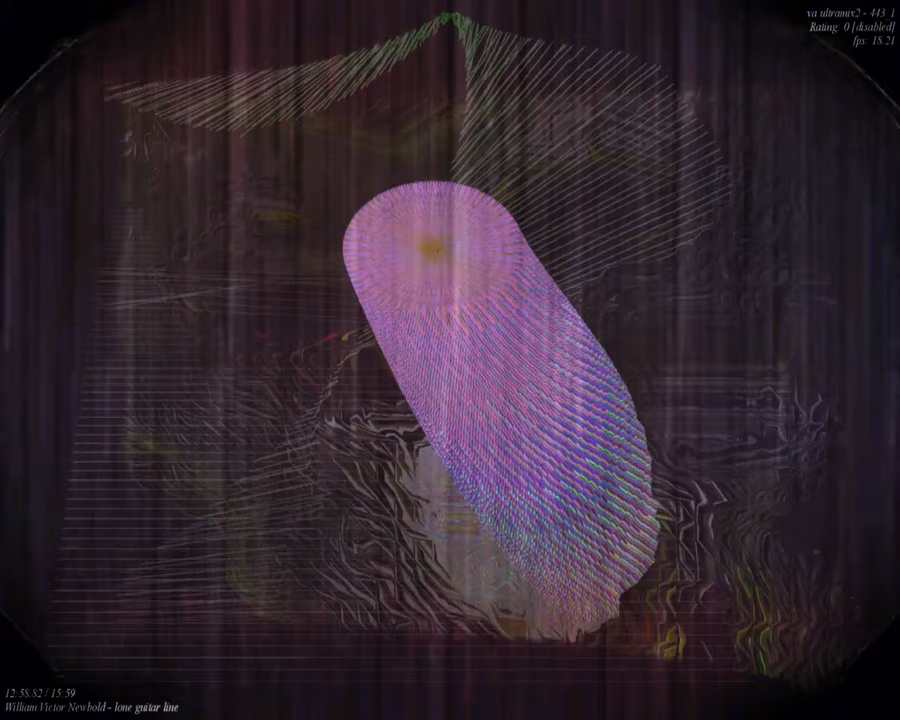 va ultramix2 - 443_1
Rating: 0 [disabled]
fps: 18.21
12:58.82 / 15:59
William Victor Newbold - lone guitar line